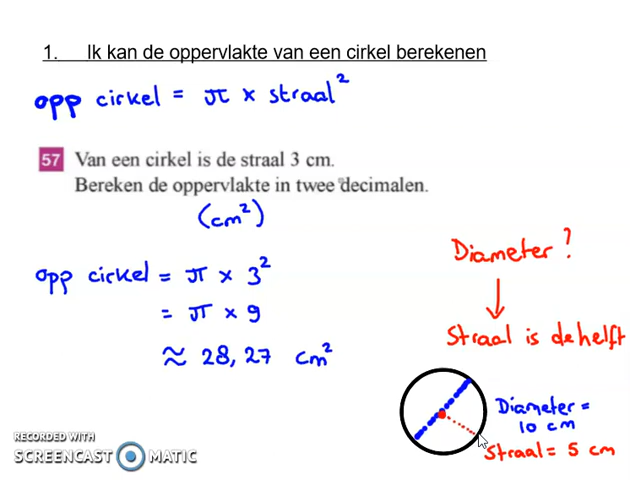 1. Ik kan de oppervlakte van een cirkel berekenen
opp cirkel = π × straal²
57 Van een cirkel is de straal 3 cm.
Bereken de oppervlakte in twee decimalen.
(cm²)
opp cirkel = π × 3²
= π × 9
≈ 28,27 cm²
Diameter?
Straal is de helft
Diameter =
10 cm
Straal = 5 cm
RECORDED WITH
SCREENCAST MATIC